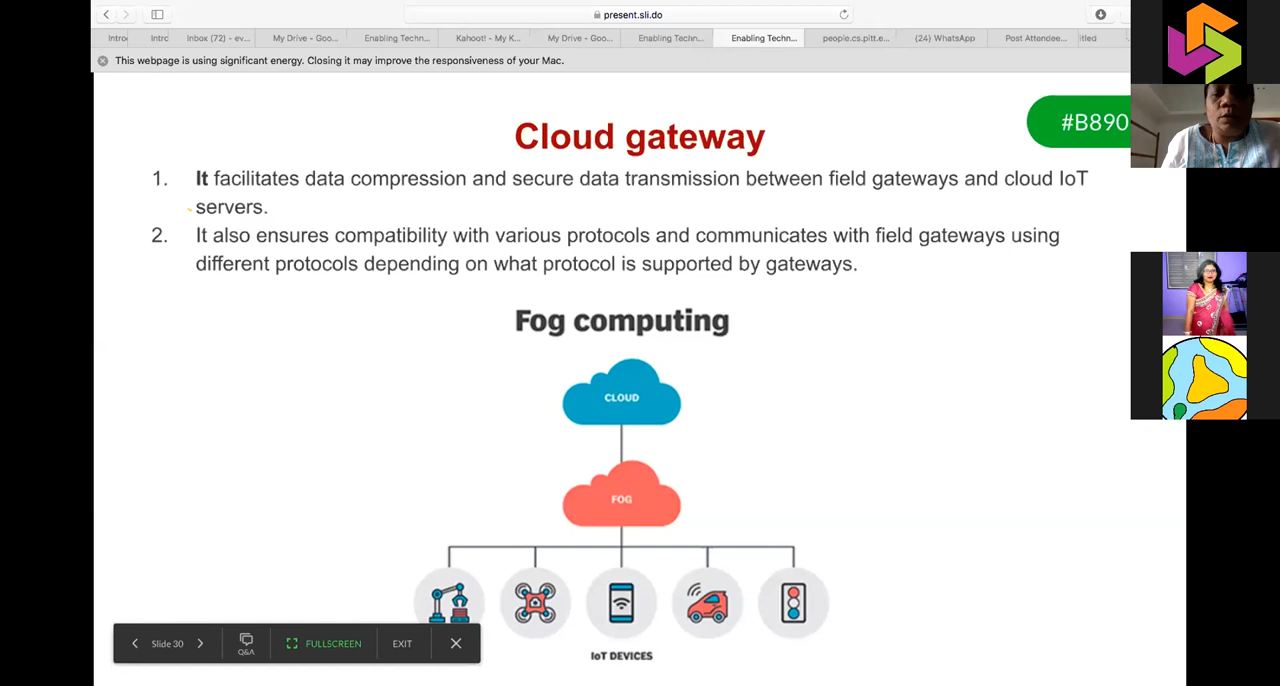 present.sli.do
Introd
Intro
Inbox (72) - ev...
My Drive - Goo...
Enabling Techn...
Kahoot! - My K...
My Drive - Goo...
Enabling Techn...
Enabling Techn...
people.cs.pitt.e...
(24) WhatsApp
Post Attendee...
itled
This webpage is using significant energy. Closing it may improve the responsiveness of your Mac.
#B890
Cloud gateway
1. It facilitates data compression and secure data transmission between field gateways and cloud IoT
servers.
2. It also ensures compatibility with various protocols and communicates with field gateways using
different protocols depending on what protocol is supported by gateways.
Fog computing
CLOUD
FOG
IoT DEVICES
Slide 30
Q&A
FULLSCREEN
EXIT